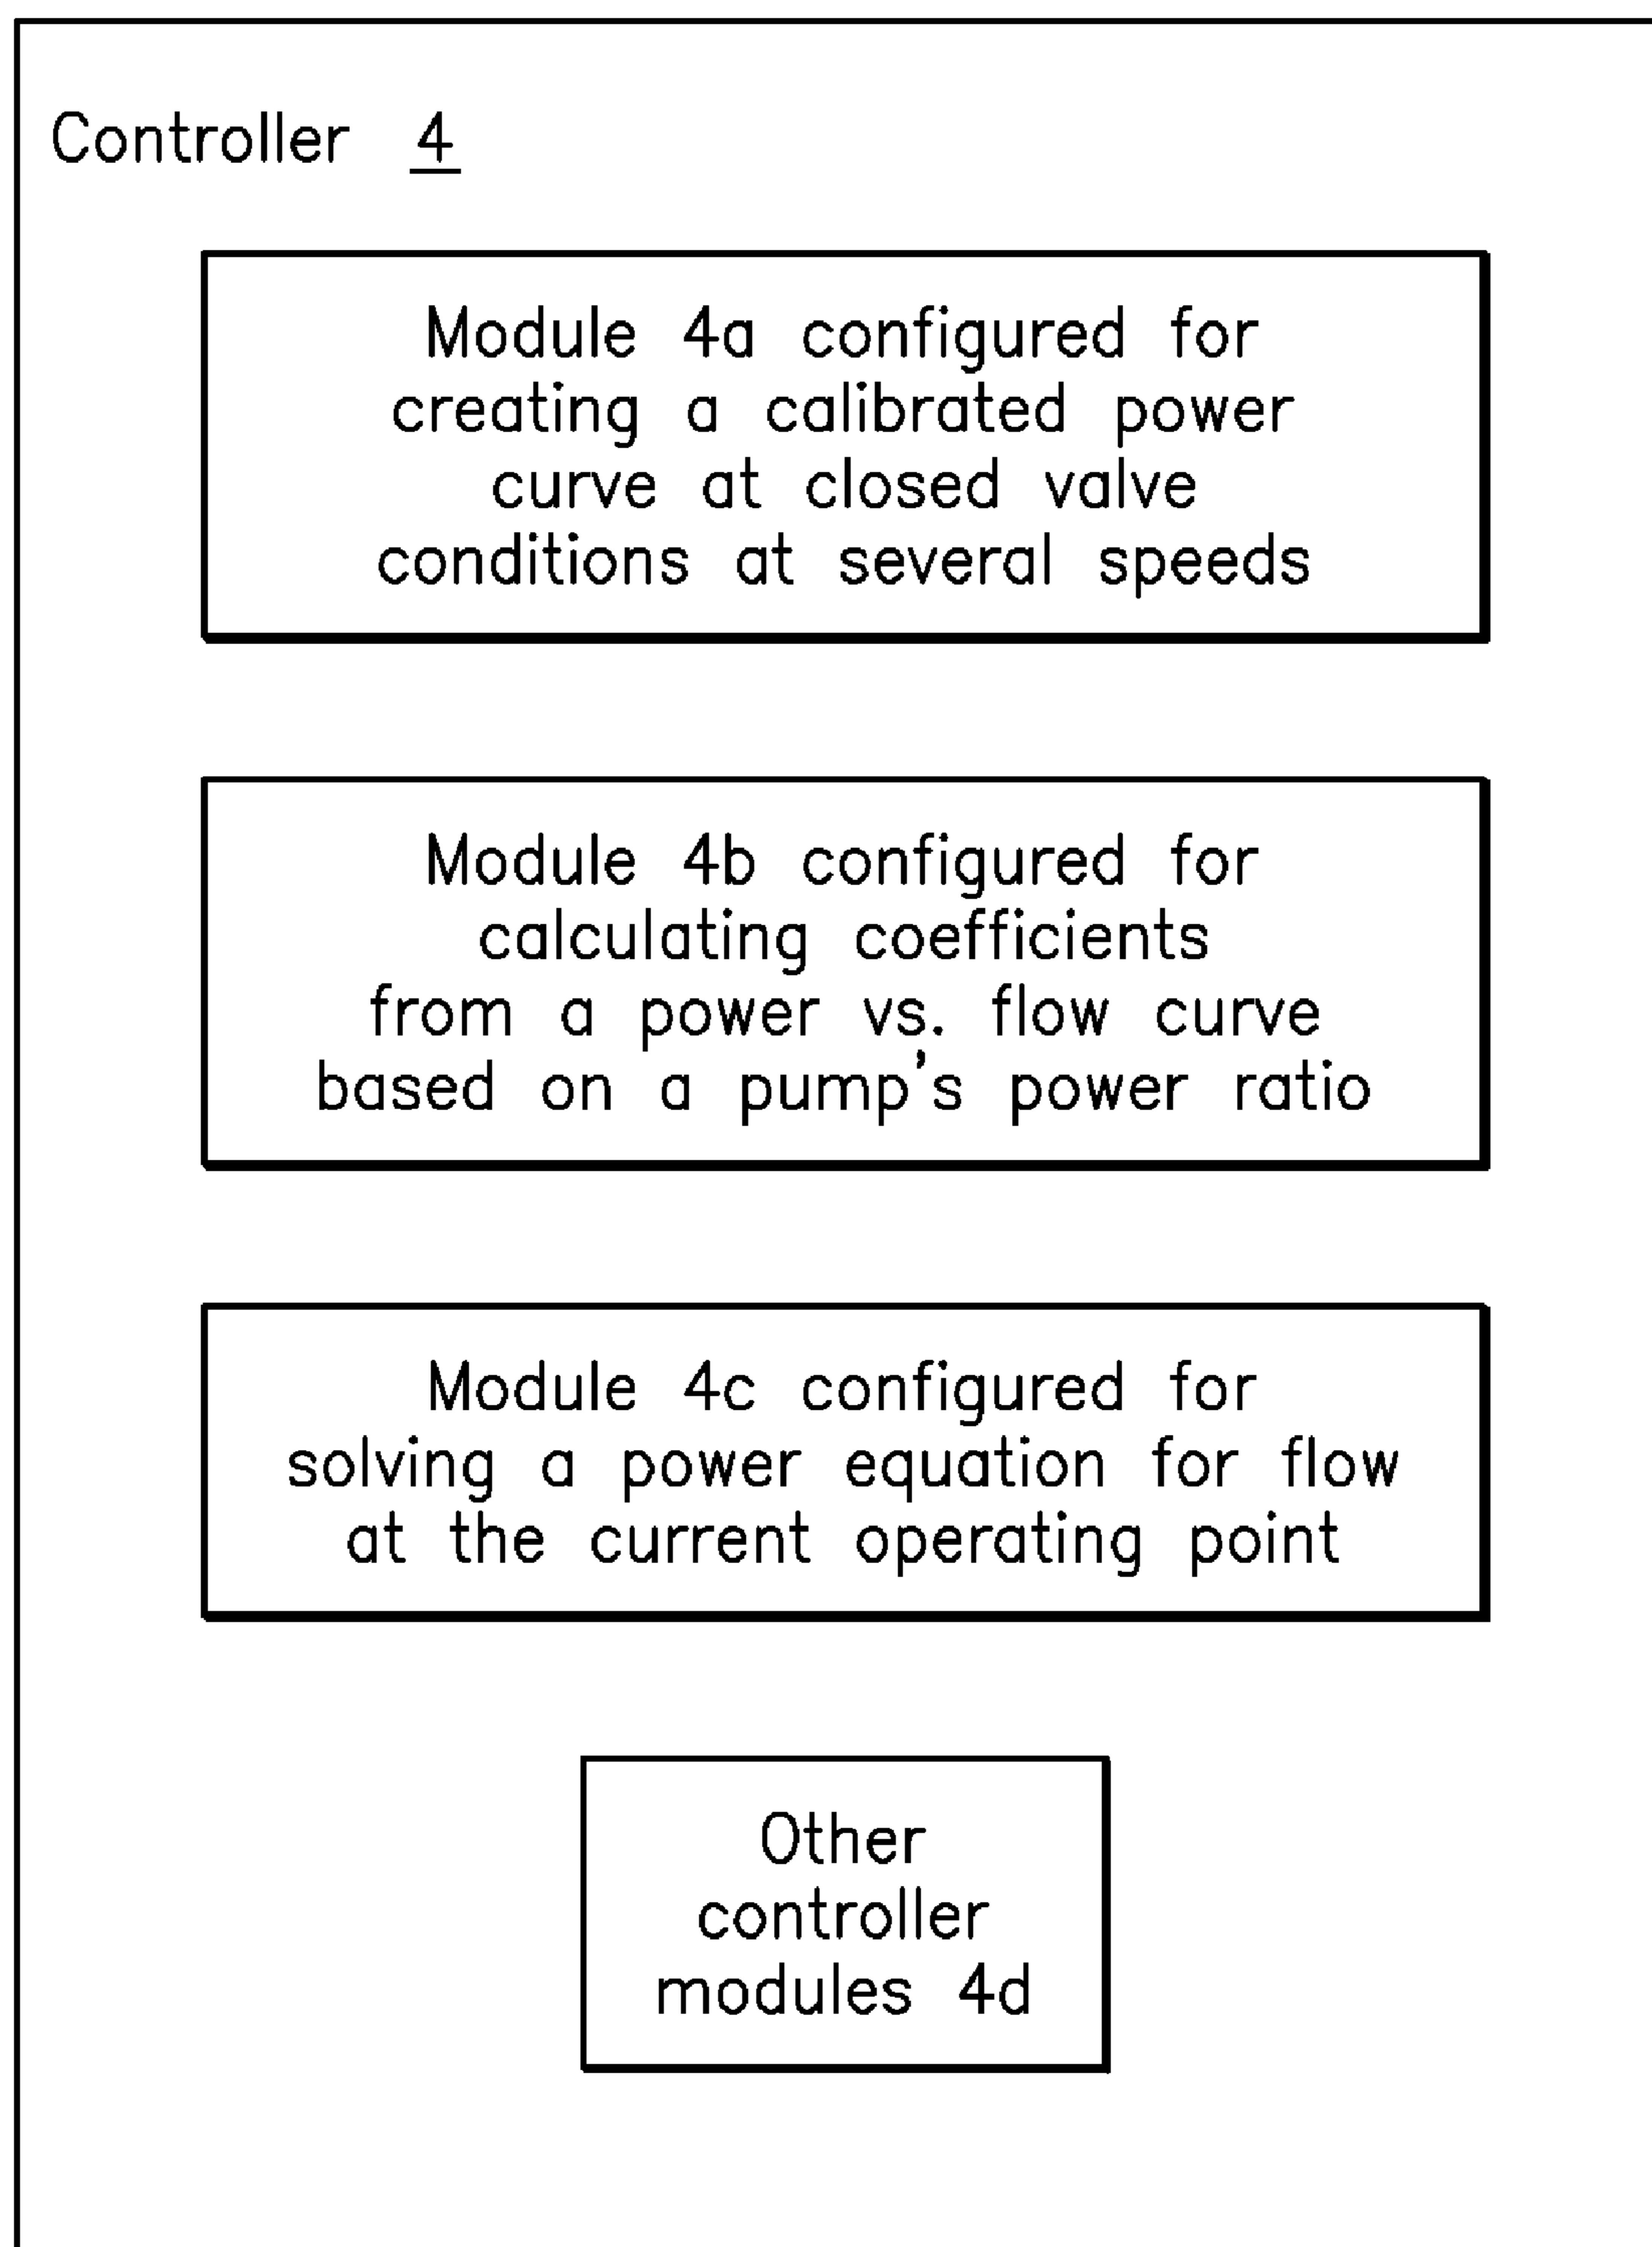 Controller 4
Module 4a configured for
creating a calibrated power
curve at closed valve
conditions at several speeds
Module 4b configured for
calculating coefficients
from a power vs. flow curve
based on a pump's power ratio
Module 4c configured for
solving a power equation for flow
at the current operating point
Other
controller
modules 4d